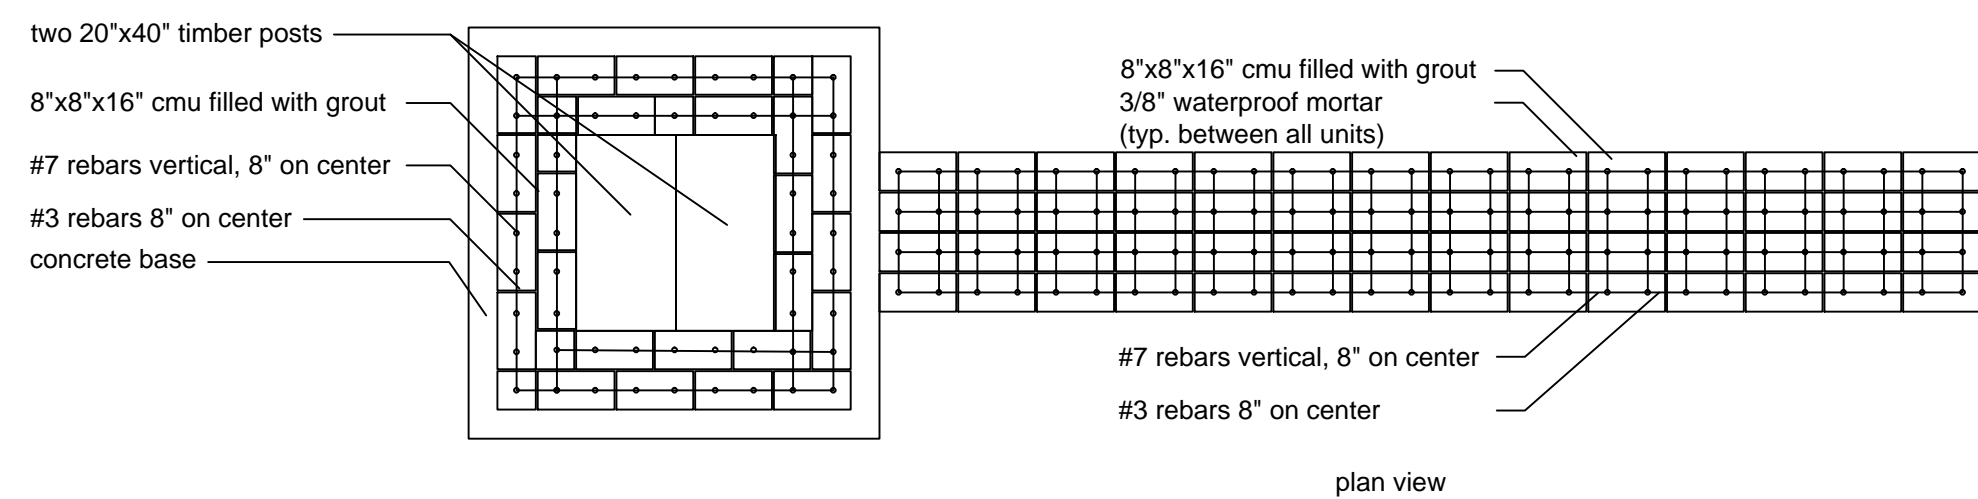 two 20"x40" timber posts
8"x8"x16" cmu filled with grout
#7 rebars vertical, 8" on center
#3 rebars 8" on center
concrete base
8"x8"x16" cmu filled with grout
3/8" waterproof mortar
(typ. between all units)
#7 rebars vertical, 8" on center
#3 rebars 8" on center
plan view